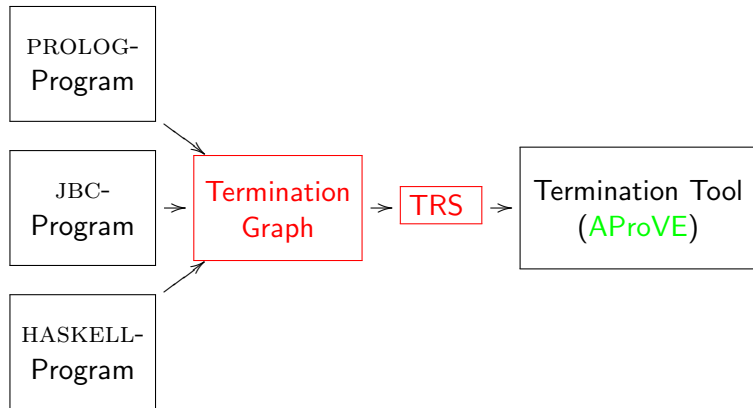 PROLOG-
Program
JBC-
Program
HASKELL-
Program
Termination
Graph
TRS
Termination Tool
(AProVE)